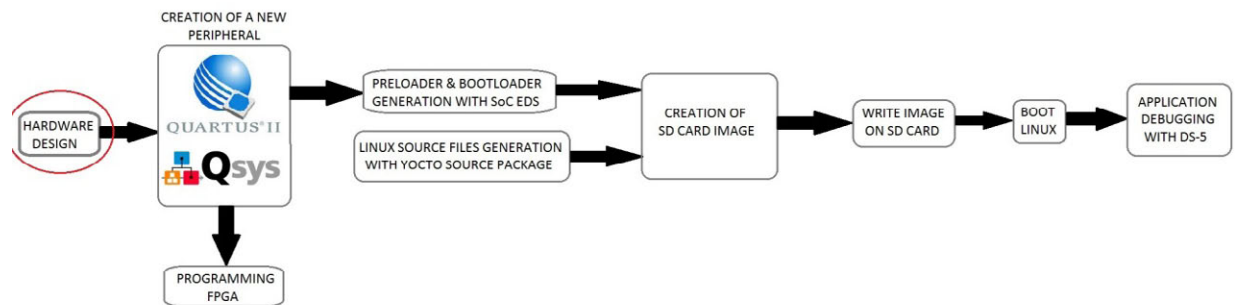 CREATION OF A NEW
PERIPHERAL
HARDWARE
DESIGN
QUARTUS® II
Qsys
PROGRAMMING
FPGA
PRELOADER & BOOTLOADER
GENERATION WITH SoC EDS
LINUX SOURCE FILES GENERATION
WITH YOCTO SOURCE PACKAGE
CREATION OF
SD CARD IMAGE
WRITE IMAGE
ON SD CARD
BOOT
LINUX
APPLICATION
DEBUGGING
WITH DS-5